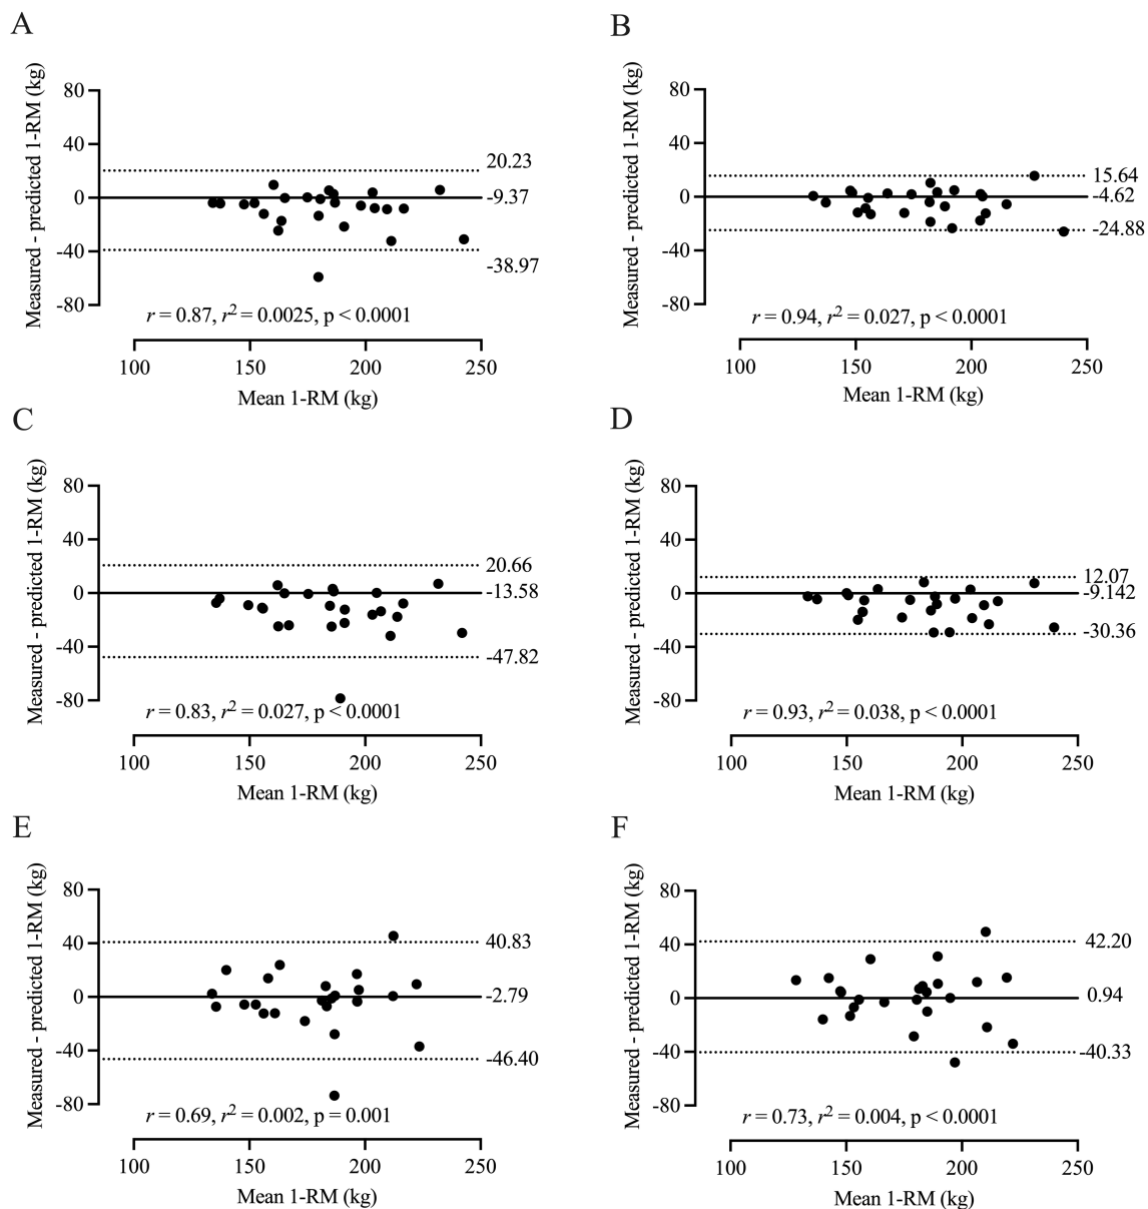 A
Measured - predicted 1-RM (kg)
80
40
0
-40
-80
20.23
-9.37
-38.97
r = 0.87, r² = 0.0025, p < 0.0001
100 150 200 250
Mean 1-RM (kg)
B
Measured - predicted 1-RM (kg)
80
40
0
-40
-80
15.64
-4.62
-24.88
r = 0.94, r² = 0.027, p < 0.0001
100 150 200 250
Mean 1-RM (kg)
C
Measured - predicted 1-RM (kg)
80
40
0
-40
-80
20.66
-13.58
-47.82
r = 0.83, r² = 0.027, p < 0.0001
100 150 200 250
Mean 1-RM (kg)
D
Measured - predicted 1-RM (kg)
80
40
0
-40
-80
12.07
-9.142
-30.36
r = 0.93, r² = 0.038, p < 0.0001
100 150 200 250
Mean 1-RM (kg)
E
Measured - predicted 1-RM (kg)
80
40
0
-40
-80
40.83
-2.79
-46.40
r = 0.69, r² = 0.002, p = 0.001
100 150 200 250
Mean 1-RM (kg)
F
Measured - predicted 1-RM (kg)
80
40
0
-40
-80
42.20
0.94
-40.33
r = 0.73, r² = 0.004, p < 0.0001
100 150 200 250
Mean 1-RM (kg)